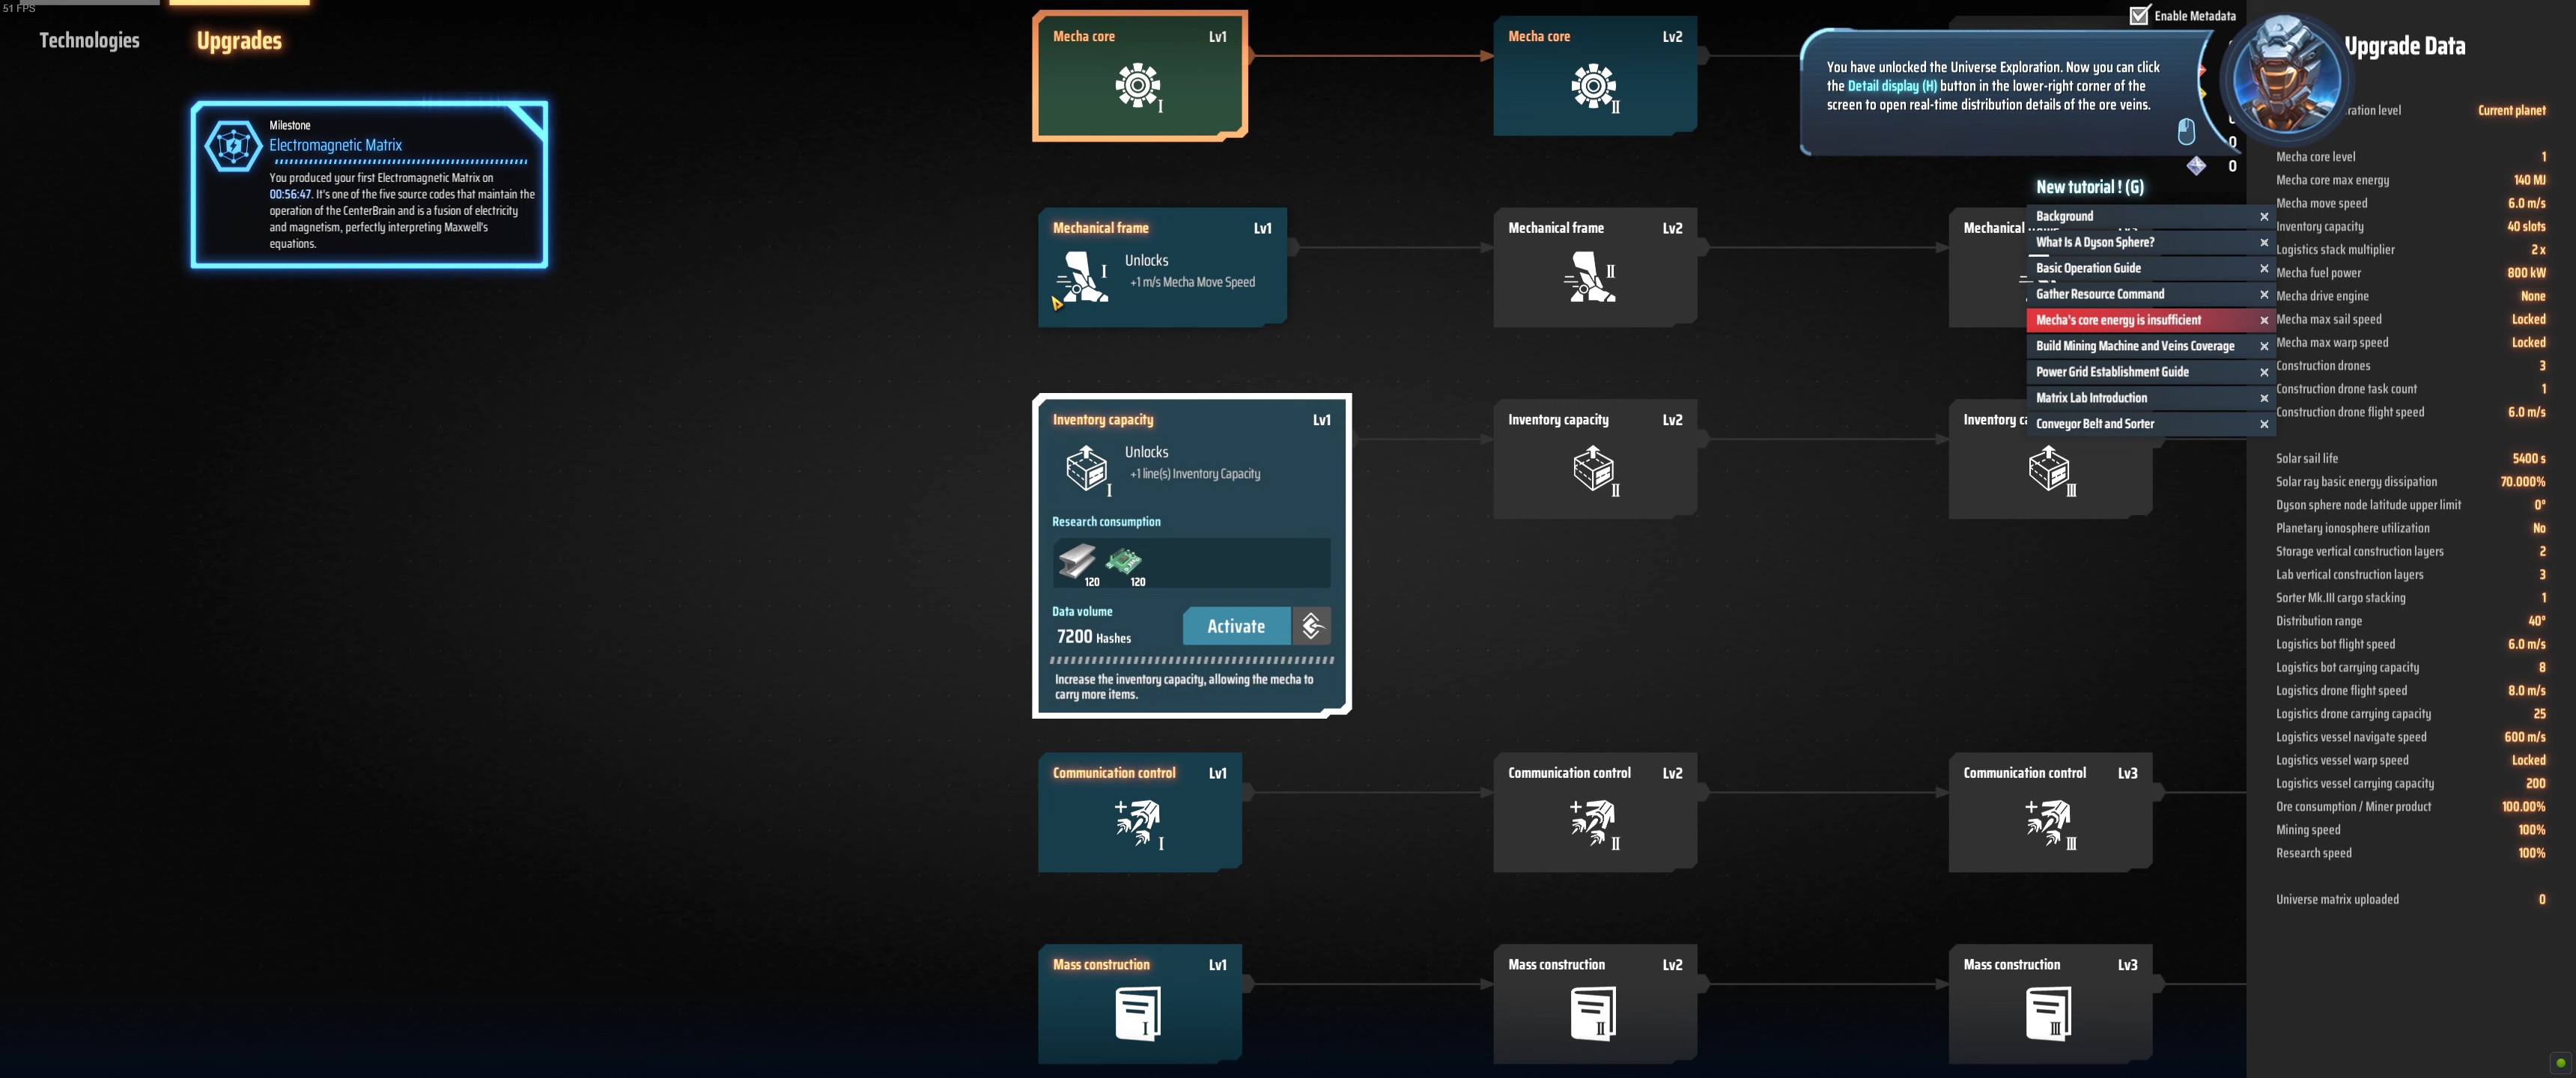 51 FPS
Technologies
Upgrades
Milestone
Electromagnetic Matrix
You produced your first Electromagnetic Matrix on
00:56:47. It's one of the five source codes that maintain the
operation of the CenterBrain and is a fusion of electricity
and magnetism, perfectly interpreting Maxwell's
equations.
Mecha core Lv1
I
Mecha core Lv2
II
Enable Metadata
You have unlocked the Universe Exploration. Now you can click
the Detail display (H) button in the lower-right corner of the
screen to open real-time distribution details of the ore veins.
0
0
New tutorial ! (G)
Background
What Is A Dyson Sphere?
Basic Operation Guide
Gather Resource Command
Mecha's core energy is insufficient
Build Mining Machine and Veins Coverage
Power Grid Establishment Guide
Matrix Lab Introduction
Conveyor Belt and Sorter
Mechanical frame Lv1
Unlocks
+1 m/s Mecha Move Speed
I
Mechanical frame Lv2
II
Mechanical
Inventory capacity Lv1
Unlocks
+1 line(s) Inventory Capacity
I
Research consumption
120 120
Data volume
7200 Hashes
Activate
Increase the inventory capacity, allowing the mecha to
carry more items.
Inventory capacity Lv2
II
Inventory
III
Communication control Lv1
I
Communication control Lv2
II
Communication control Lv3
III
Mass construction Lv1
I
Mass construction Lv2
II
Mass construction Lv3
III
Upgrade Data
level Current planet
Mecha core level 1
Mecha core max energy 140 MJ
Mecha move speed 6.0 m/s
Inventory capacity 40 slots
Logistics stack multiplier 2 x
Mecha fuel power 800 kW
Mecha drive engine None
Mecha max sail speed Locked
Mecha max warp speed Locked
Construction drones 3
Construction drone task count 1
Construction drone flight speed 6.0 m/s
Solar sail life 5400 s
Solar ray basic energy dissipation 70.000%
Dyson sphere node latitude upper limit 0°
Planetary ionosphere utilization No
Storage vertical construction layers 2
Lab vertical construction layers 3
Sorter Mk.III cargo stacking 1
Distribution range 40°
Logistics bot flight speed 6.0 m/s
Logistics bot carrying capacity 8
Logistics drone flight speed 8.0 m/s
Logistics drone carrying capacity 25
Logistics vessel navigate speed 600 m/s
Logistics vessel warp speed Locked
Logistics vessel carrying capacity 200
Ore consumption / Miner product 100.00%
Mining speed 100%
Research speed 100%
Universe matrix uploaded 0